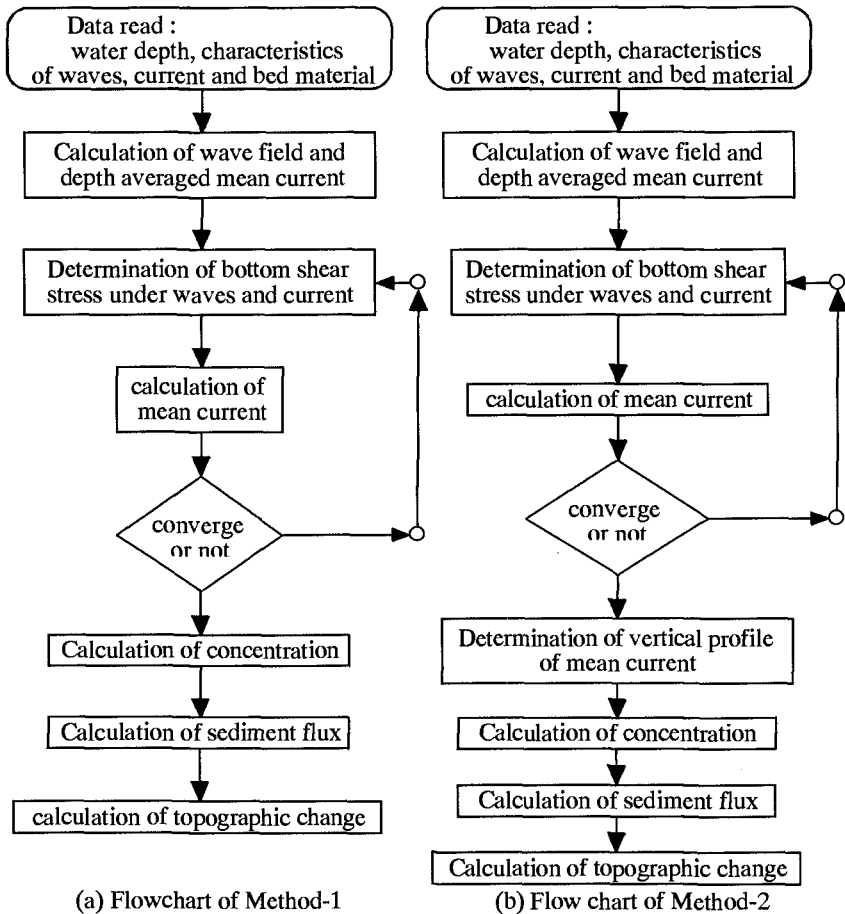 Data read :
water depth, characteristics
of waves, current and bed material
Calculation of wave field and
depth averaged mean current
Determination of bottom shear
stress under waves and current
calculation of
mean current
converge
or not
Calculation of concentration
Calculation of sediment flux
calculation of topographic change
(a) Flowchart of Method-1
Data read :
water depth, characteristics
of waves, current and bed material
Calculation of wave field and
depth averaged mean current
Determination of bottom shear
stress under waves and current
calculation of mean current
converge
or not
Determination of vertical profile
of mean current
Calculation of concentration
Calculation of sediment flux
Calculation of topographic change
(b) Flow chart of Method-2